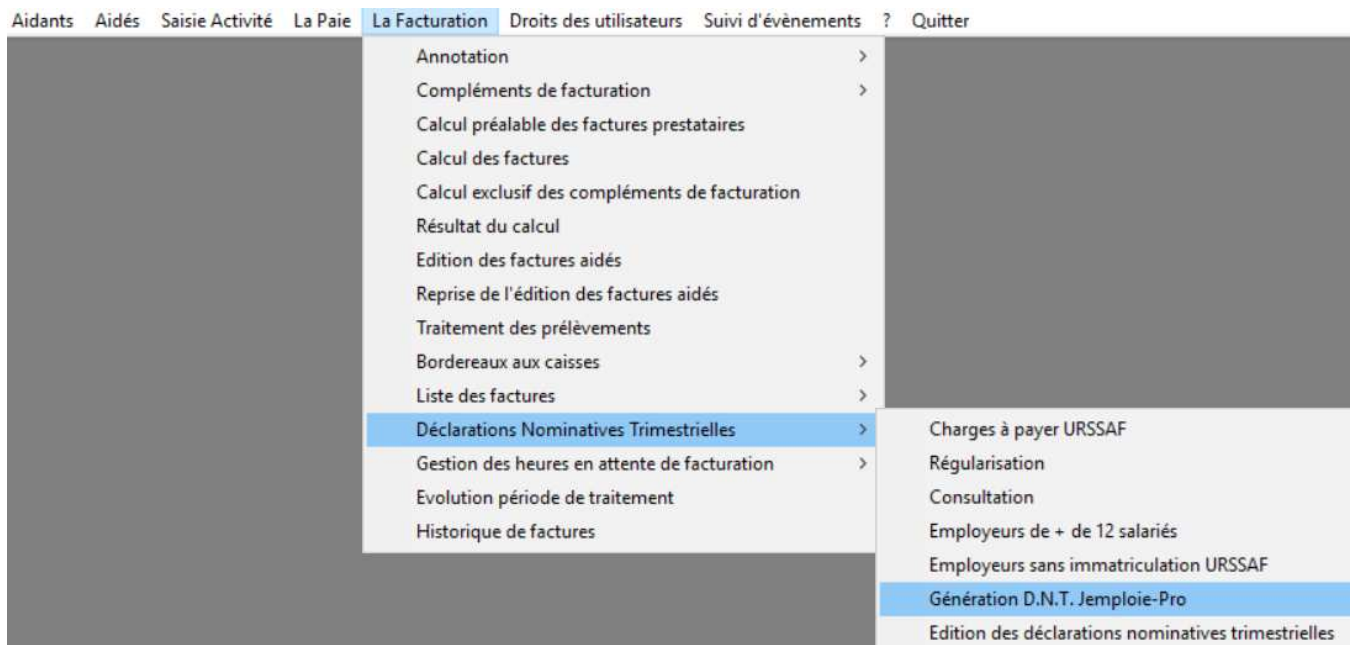 Aidants Aidés Saisie Activité La Paie La Facturation Droits des utilisateurs Suivi d'évènements ? Quitter
Annotation >
Compléments de facturation >
Calcul préalable des factures prestataires
Calcul des factures
Calcul exclusif des compléments de facturation
Résultat du calcul
Edition des factures aidés
Reprise de l'édition des factures aidés
Traitement des prélèvements
Bordereaux aux caisses >
Liste des factures >
Déclarations Nominatives Trimestrielles >
Gestion des heures en attente de facturation >
Evolution période de traitement
Historique de factures
Charges à payer URSSAF
Régularisation
Consultation
Employeurs de + de 12 salariés
Employeurs sans immatriculation URSSAF
Génération D.N.T. Jemploie-Pro
Edition des déclarations nominatives trimestrielles